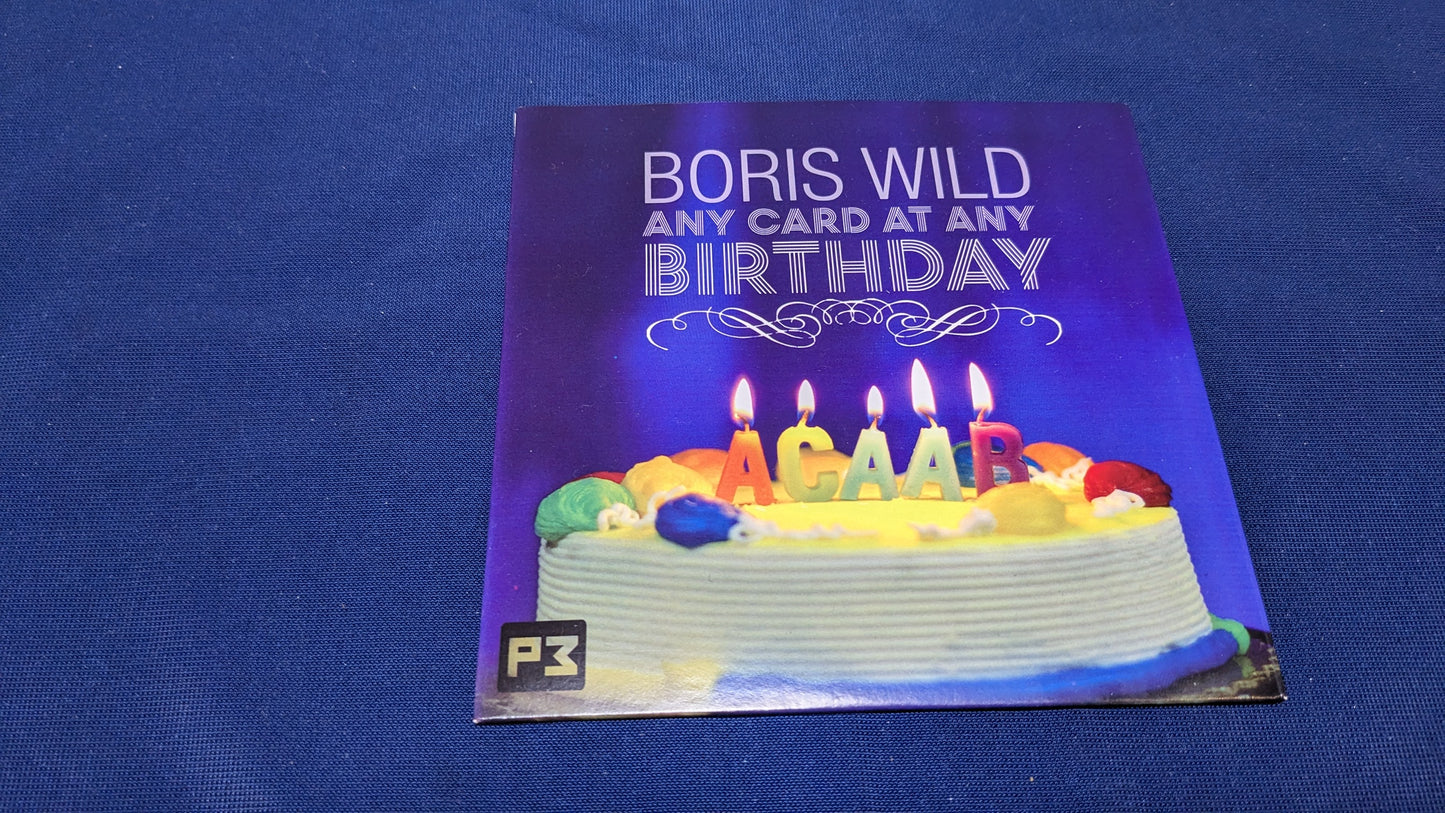 BORIS WILD
ANY CARD AT ANY
BIRTHDAY
ACAAB
P3